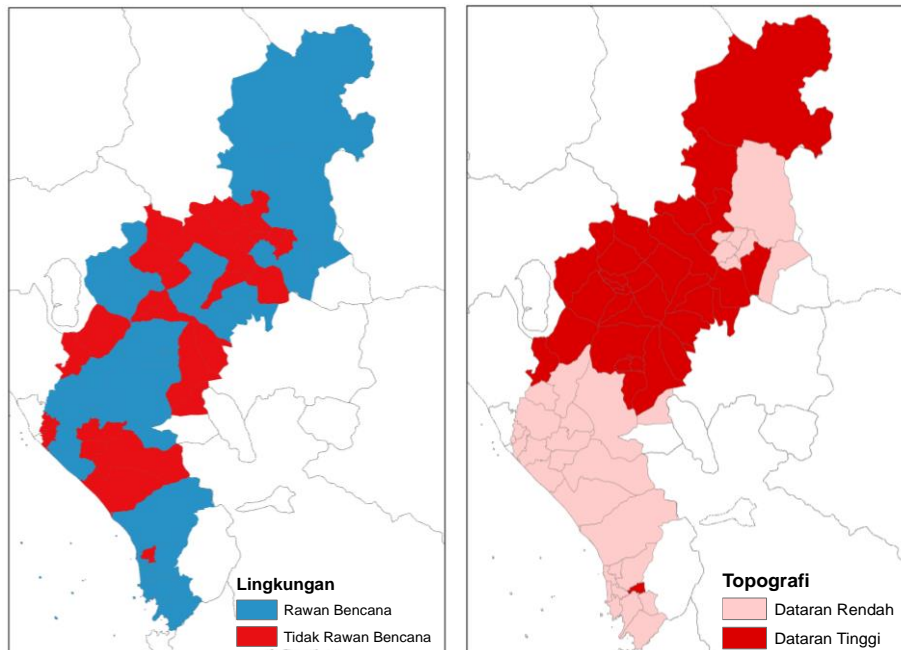 Lingkungan
Rawan Bencana
Tidak Rawan Bencana
Topografi
Dataran Rendah
Dataran Tinggi